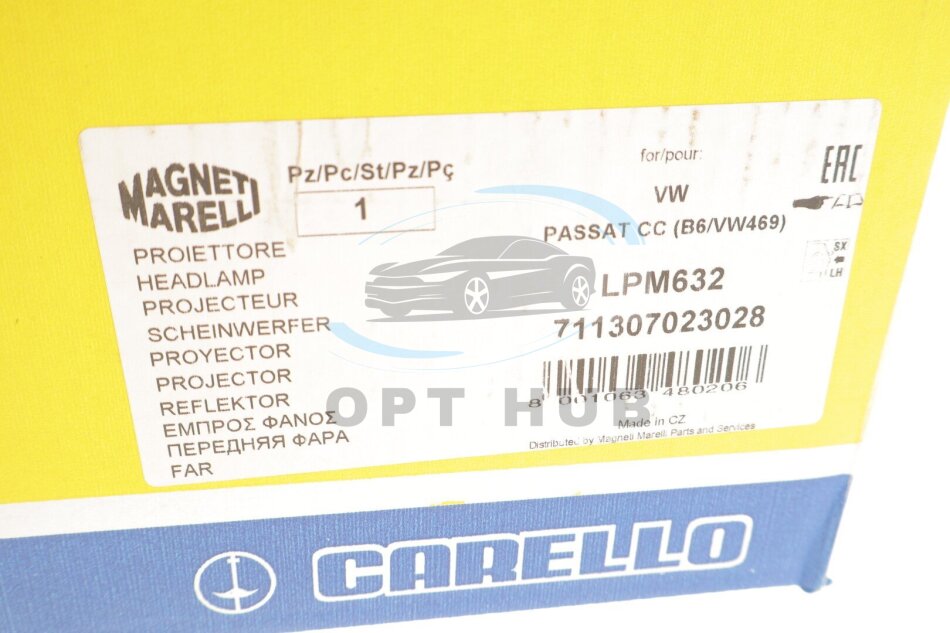 MAGNETI
MARELLI
Pz/Pc/St/Pz/Pç
1
PROIETTORE
HEADLAMP
PROJECTEUR
SCHEINWERFER
PROYECTOR
PROJECTOR
REFLEKTOR
ΕΜΠΡΟΣ ΦΑΝΟΣ
ПЕРЕДНЯЯ ФАРА
FAR
for/pour:
VW
PASSAT CC (B6/VW469)
LPM632
711307023028
8 001063 480206
Made in CZ
Distributed by Magneti Marelli Parts and Services
EAC
SX
LH
OPT HUB
CARELLO